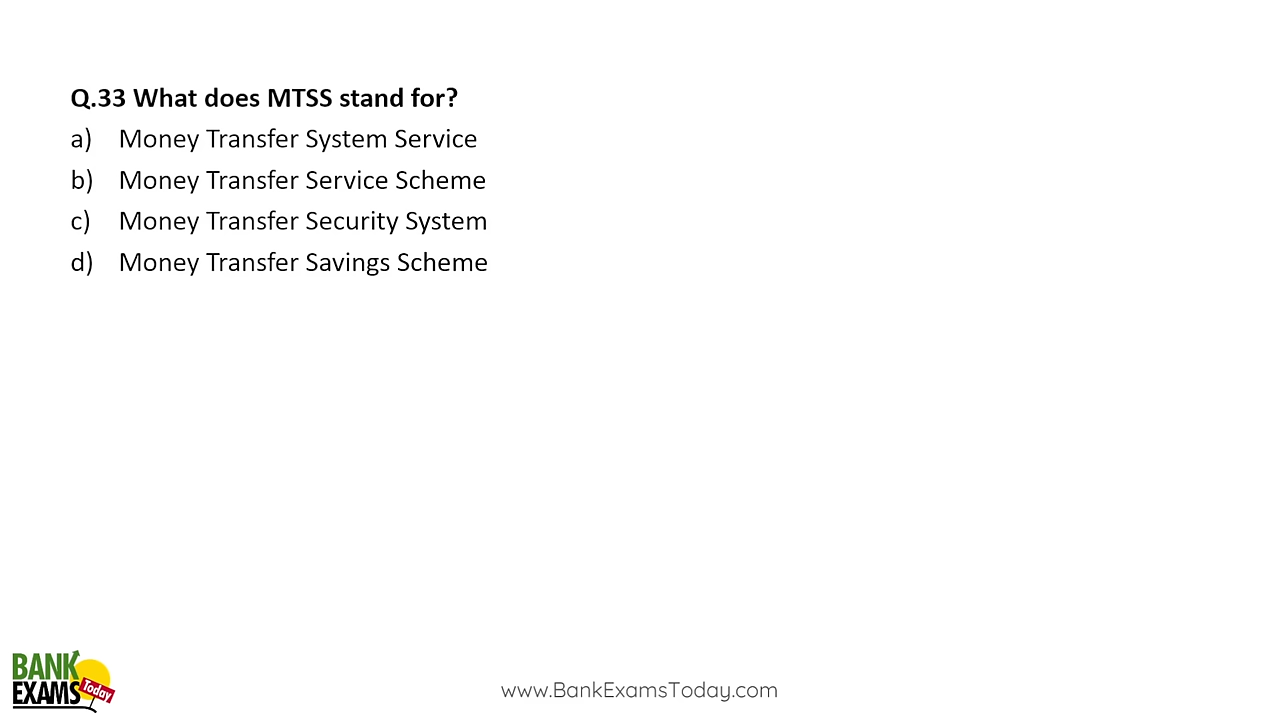 Q.33 What does MTSS stand for?
a) Money Transfer System Service
b) Money Transfer Service Scheme
c) Money Transfer Security System
d) Money Transfer Savings Scheme
BANK
EXAMS Today
www.BankExamsToday.com